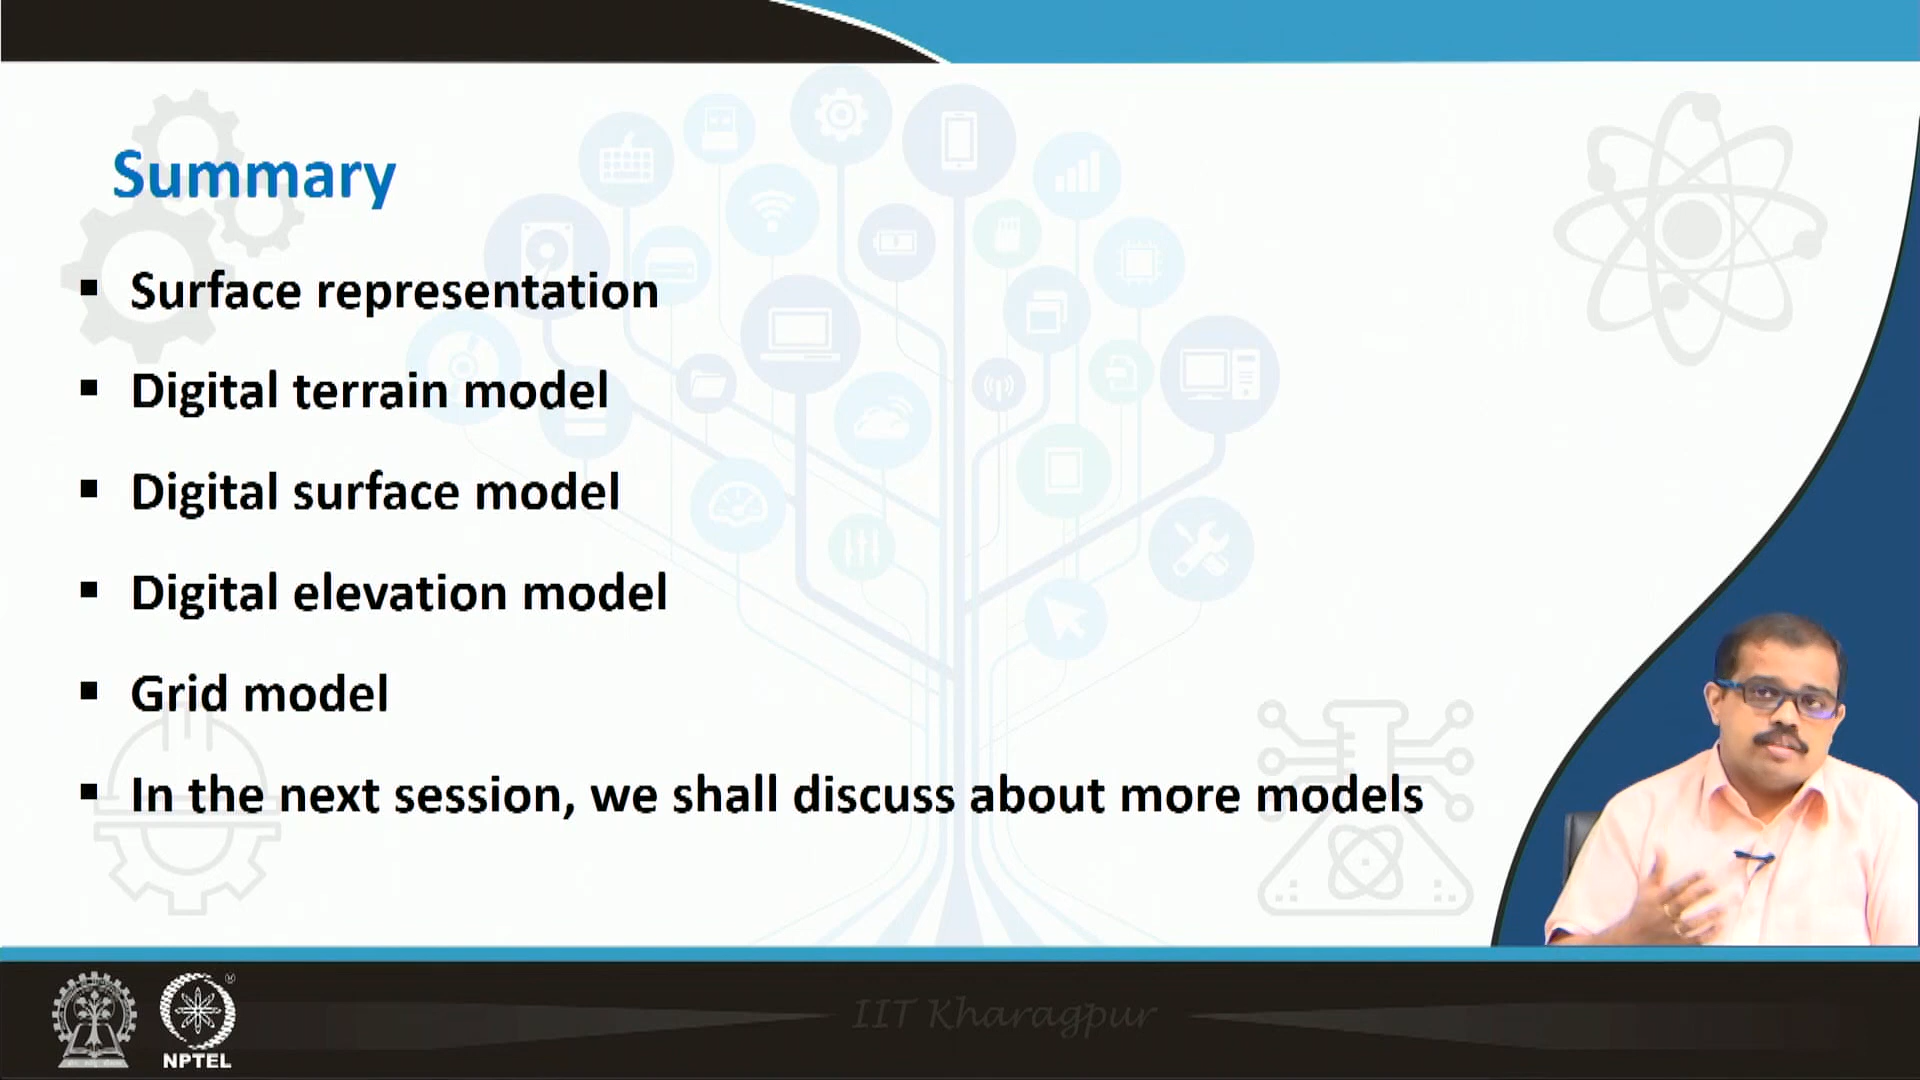 Summary
▪ Surface representation
▪ Digital terrain model
▪ Digital surface model
▪ Digital elevation model
▪ Grid model
▪ In the next session, we shall discuss about more models
IIT Kharagpur
NPTEL